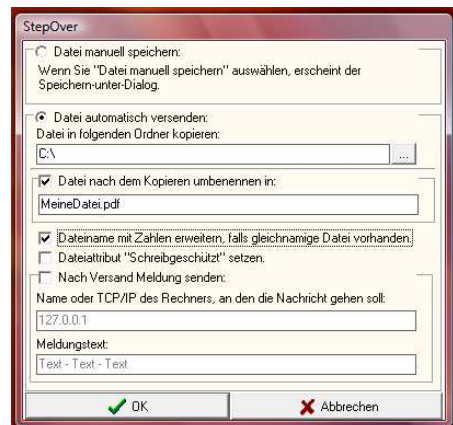 StepOver
Datei manuell speichern:
Wenn Sie "Datei manuell speichern" auswählen, erscheint der
Speichern-unter-Dialog.
Datei automatisch versenden:
Datei in folgenden Ordner kopieren:
C:\
...
Datei nach dem Kopieren umbenennen in:
MeineDatei.pdf
Dateiname mit Zahlen erweitern, falls gleichnamige Datei vorhanden.
Dateiattribut "Schreibgeschützt" setzen.
Nach Versand Meldung senden:
Name oder TCP/IP des Rechners, an den die Nachricht gehen soll:
127.0.0.1
Meldungstext:
Text - Text - Text
OK
Abbrechen